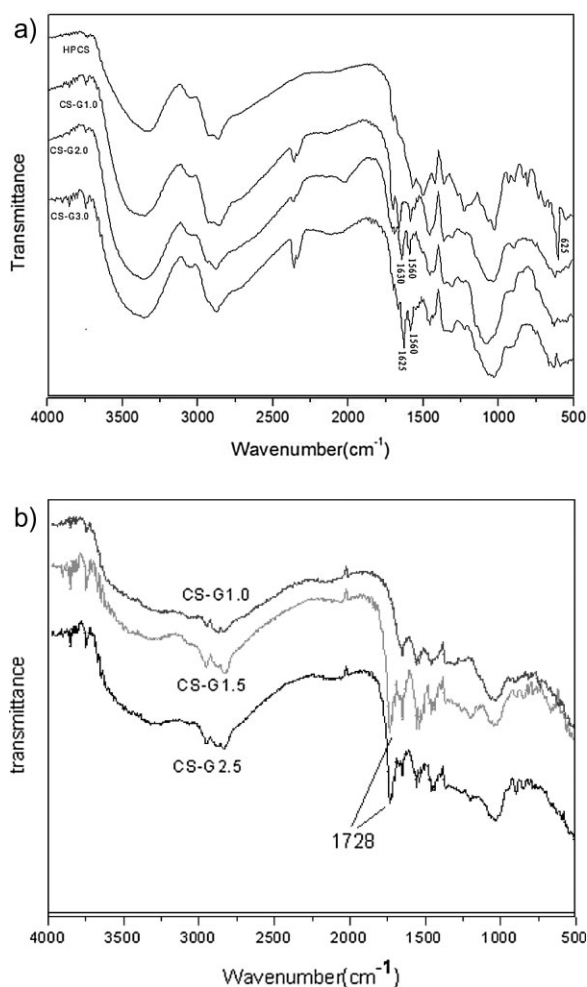 a)
HPCS
CS-G1.0
CS-G2.0
CS-G3.0
Transmittance
1630
1560
625
1625
1560
4000 3500 3000 2500 2000 1500 1000 500
Wavenumber(cm⁻¹)
b)
CS-G1.0
CS-G1.5
CS-G2.5
transmittance
1728
4000 3500 3000 2500 2000 1500 1000 500
Wavenumber(cm⁻¹)